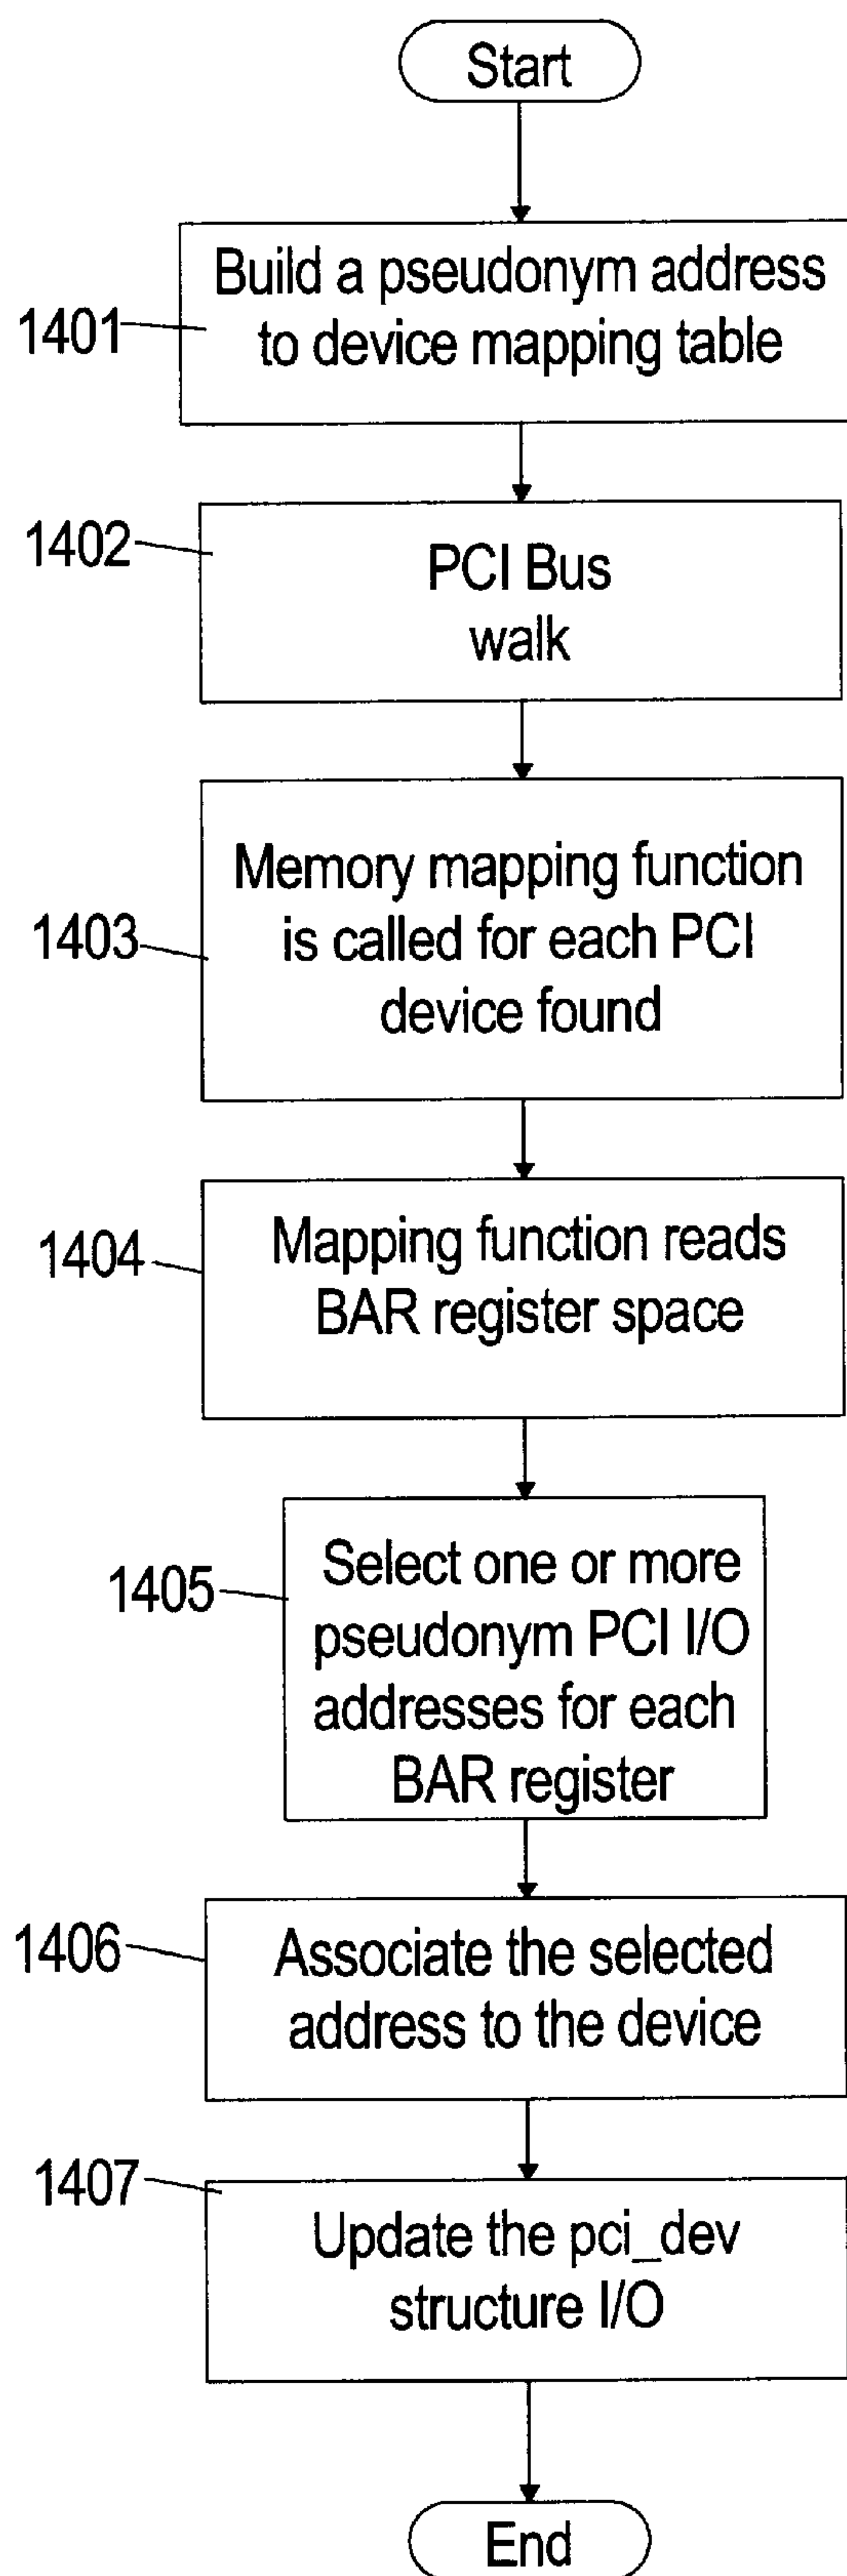 Start
1401
Build a pseudonym address
to device mapping table
1402
PCI Bus
walk
1403
Memory mapping function
is called for each PCI
device found
1404
Mapping function reads
BAR register space
1405
Select one or more
pseudonym PCI I/O
addresses for each
BAR register
1406
Associate the selected
address to the device
1407
Update the pci_dev
structure I/O
End